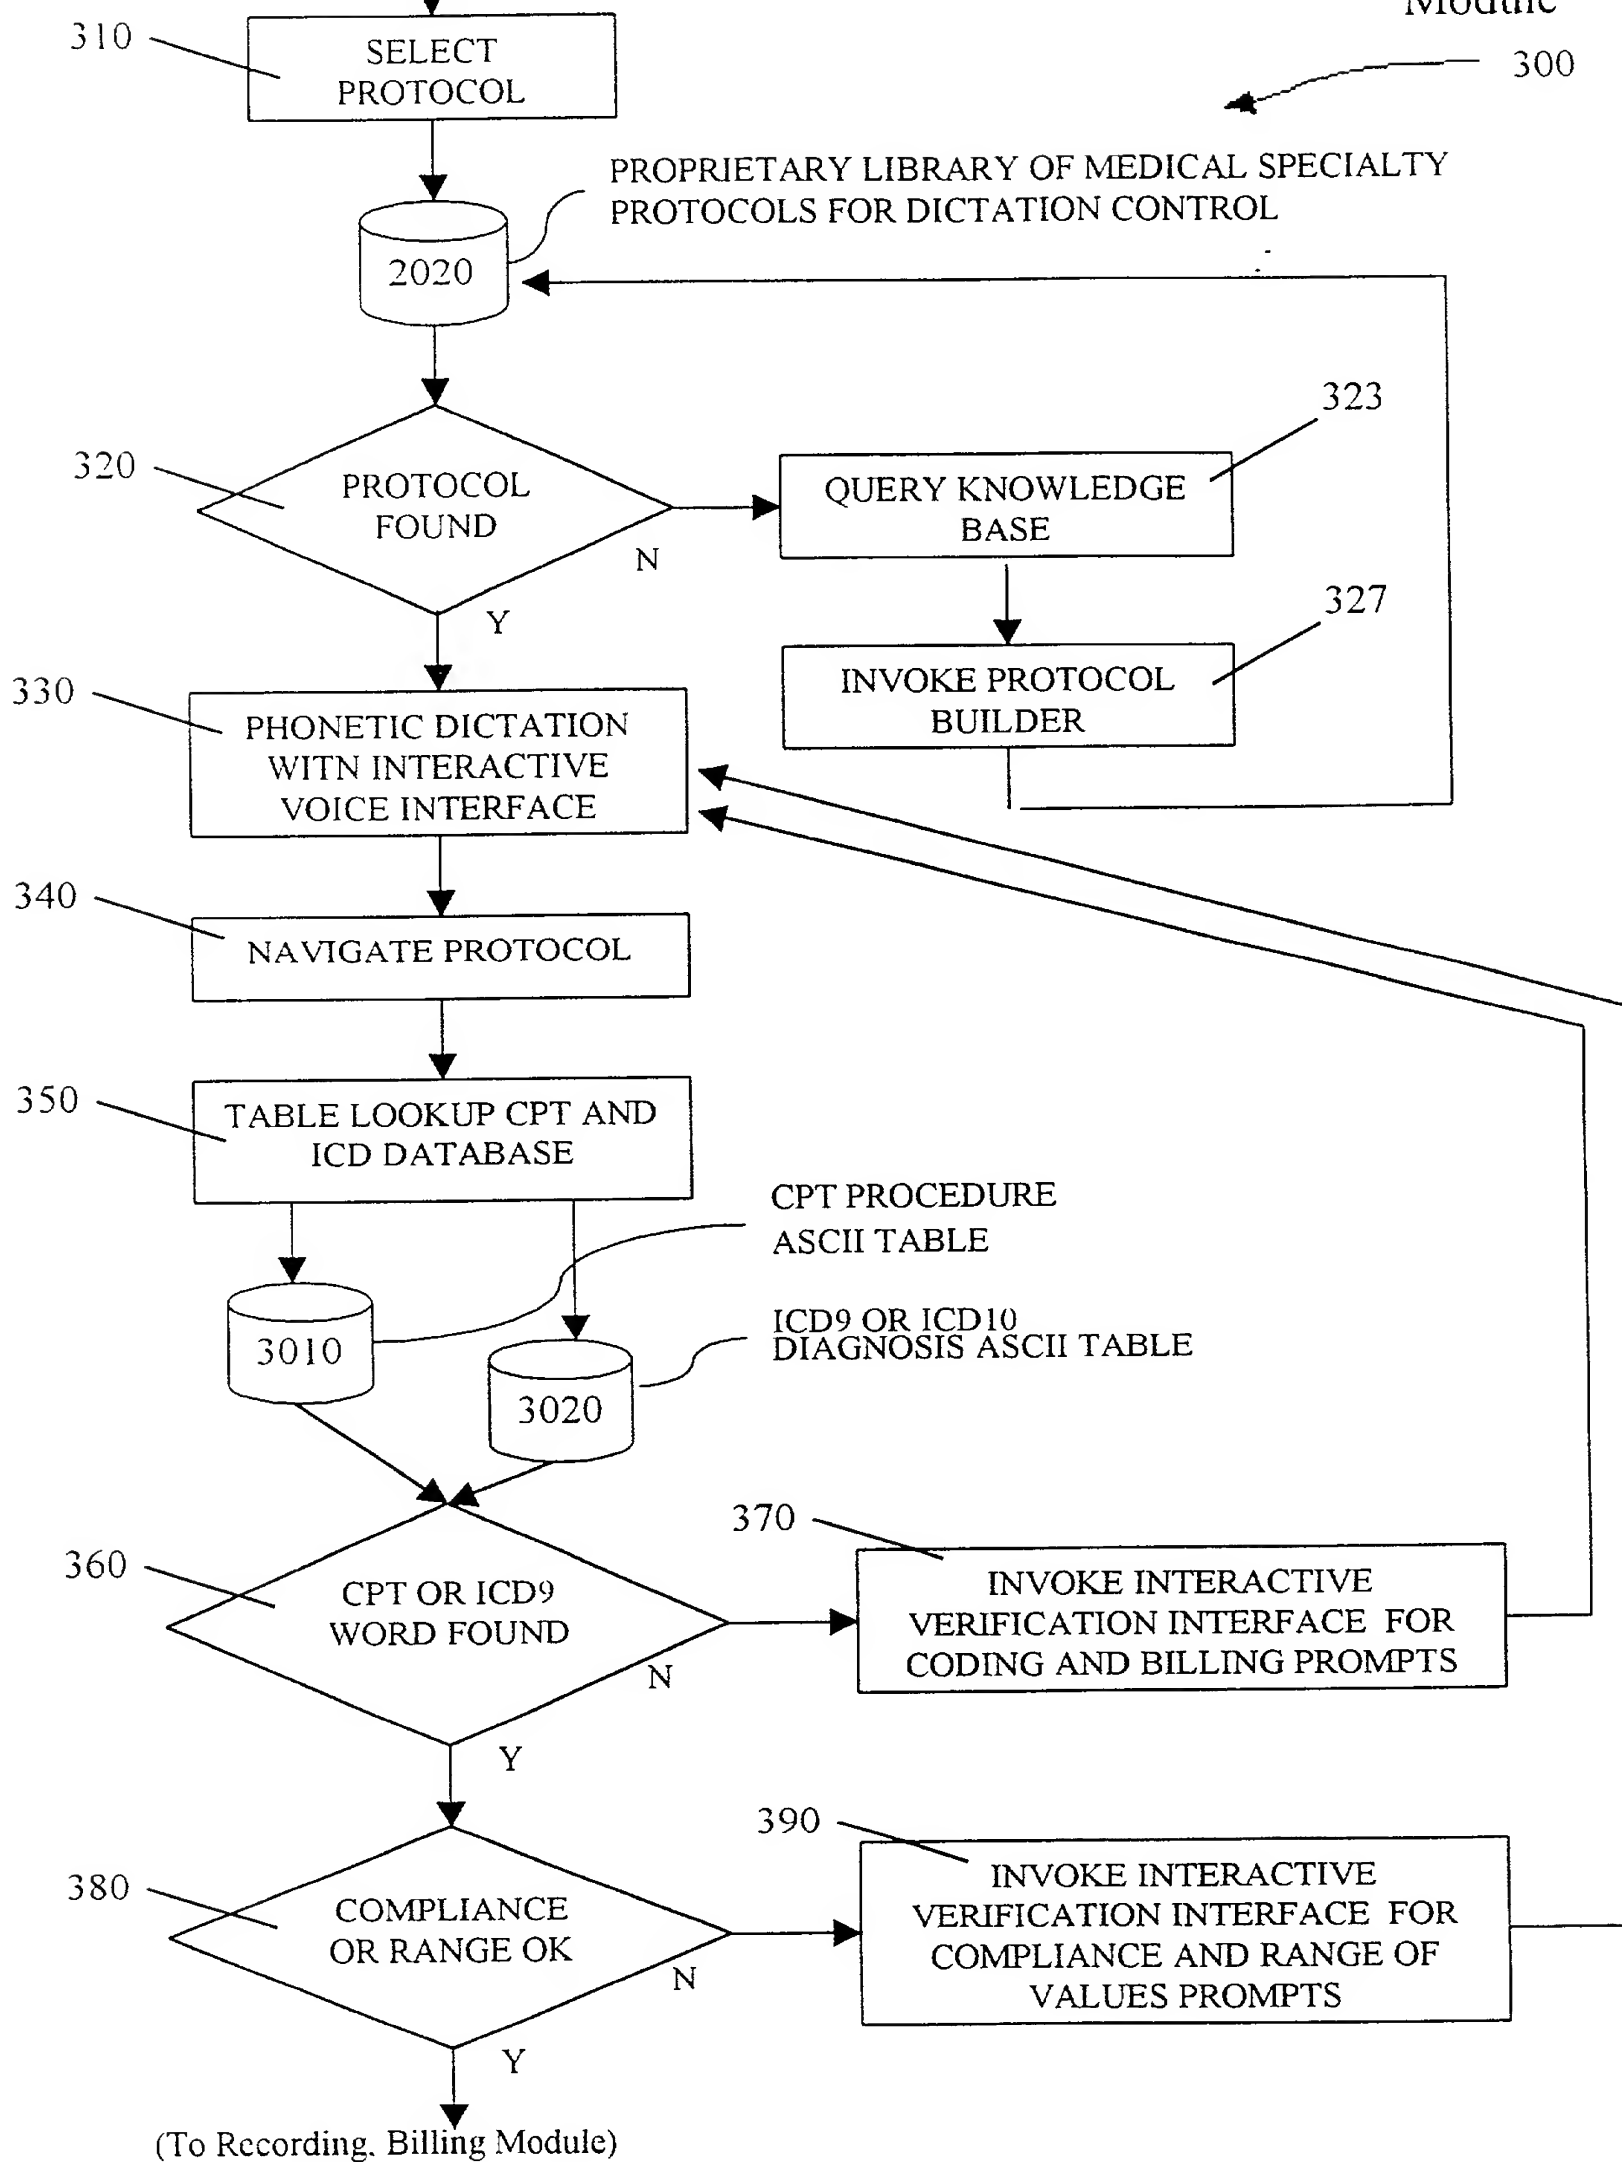 Module
310
SELECT
PROTOCOL
300
PROPRIETARY LIBRARY OF MEDICAL SPECIALTY
PROTOCOLS FOR DICTATION CONTROL
2020
323
320
PROTOCOL
FOUND
QUERY KNOWLEDGE
BASE
N
Y
327
INVOKE PROTOCOL
BUILDER
330
PHONETIC DICTATION
WITN INTERACTIVE
VOICE INTERFACE
340
NAVIGATE PROTOCOL
350
TABLE LOOKUP CPT AND
ICD DATABASE
CPT PROCEDURE
ASCII TABLE
3010
ICD9 OR ICD10
DIAGNOSIS ASCII TABLE
3020
370
360
CPT OR ICD9
WORD FOUND
INVOKE INTERACTIVE
VERIFICATION INTERFACE FOR
CODING AND BILLING PROMPTS
N
Y
390
380
COMPLIANCE
OR RANGE OK
INVOKE INTERACTIVE
VERIFICATION INTERFACE FOR
COMPLIANCE AND RANGE OF
VALUES PROMPTS
N
Y
(To Recording, Billing Module)